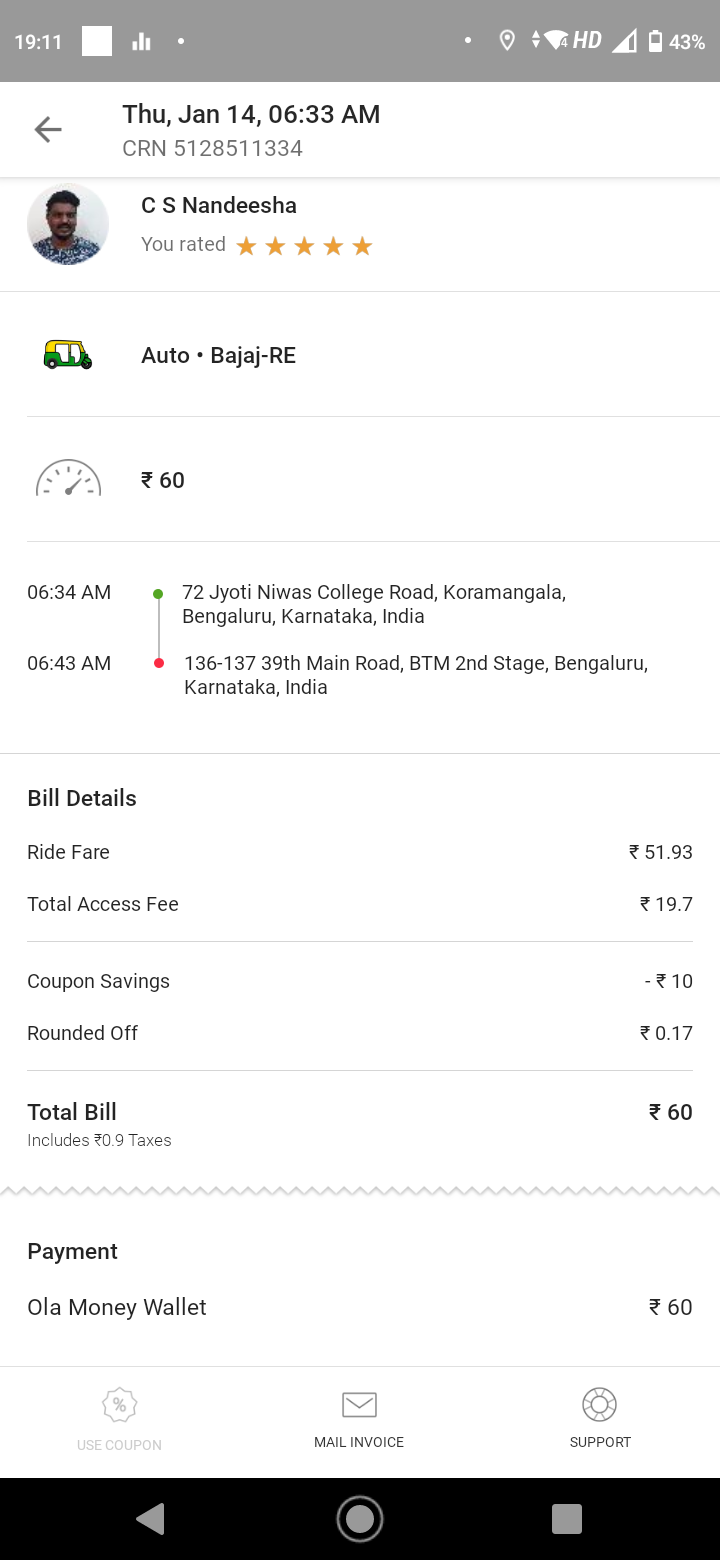 19:11
4 HD 43%
Thu, Jan 14, 06:33 AM
CRN 5128511334
C S Nandeesha
You rated
Auto • Bajaj-RE
₹ 60
06:34 AM 72 Jyoti Niwas College Road, Koramangala,
Bengaluru, Karnataka, India
06:43 AM 136-137 39th Main Road, BTM 2nd Stage, Bengaluru,
Karnataka, India
Bill Details
Ride Fare ₹ 51.93
Total Access Fee ₹ 19.7
Coupon Savings - ₹ 10
Rounded Off ₹ 0.17
Total Bill ₹ 60
Includes ₹0.9 Taxes
Payment
Ola Money Wallet ₹ 60
%
USE COUPON MAIL INVOICE SUPPORT